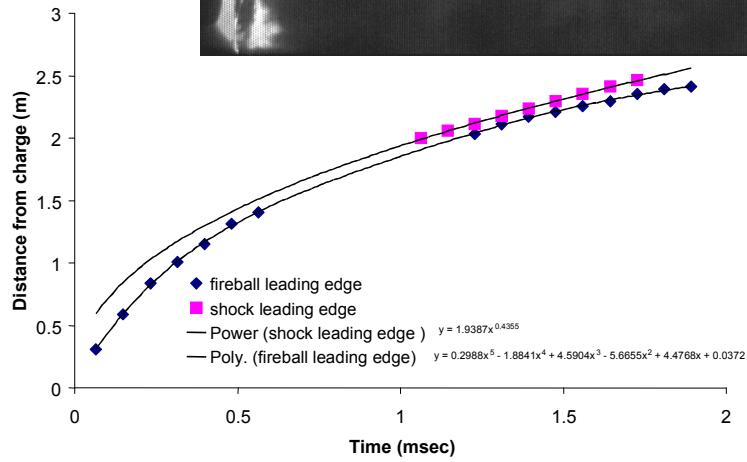 3
2.5
2
1.5
1
0.5
0
Distance from charge (m)
fireball leading edge
shock leading edge
Power (shock leading edge ) y = 1.9387x^0.4355
Poly. (fireball leading edge) y = 0.2988x^5 - 1.8841x^4 + 4.5904x^3 - 5.6655x^2 + 4.4768x + 0.0372
0 0.5 1 1.5 2
Time (msec)